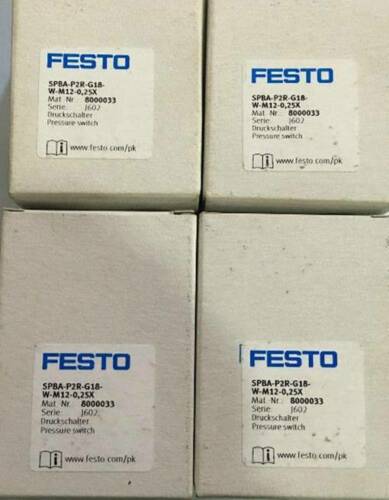 FESTO
SPBA-P2R-G18-
W-M12-0,25X
Mat. Nr. 8000033
Serie: J602
Druckschalter
Pressure switch
i www.festo.com/pk
FESTO
SPBA-P2R-G18-
W-M12-0,25X
Mat. Nr. 8000033
Serie: J602
Druckschalter
Pressure switch
i www.festo.com/pk
FESTO
SPBA-P2R-G18-
W-M12-0,25X
Mat. Nr. 8000033
Serie: J602
Druckschalter
Pressure switch
i www.festo.com/pk
FESTO
SPBA-P2R-G18-
W-M12-0,25X
Mat. Nr. 8000033
Serie: J602
Druckschalter
Pressure switch
i www.festo.com/pk